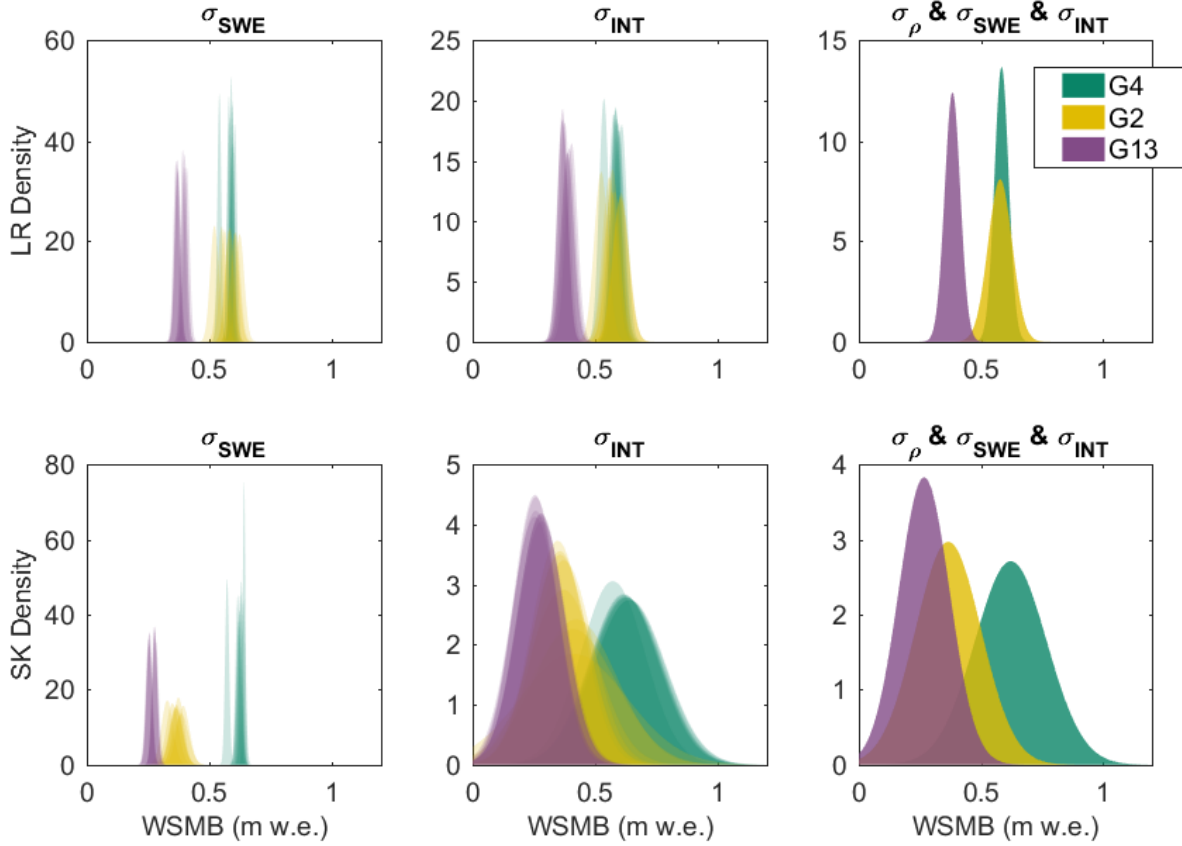 σSWE
σINT
σρ & σSWE & σINT
60
40
20
0
LR Density
0 0.5 1
25
20
15
10
5
0
0 0.5 1
15
10
5
0
0 0.5 1
G4
G2
G13
σSWE
σINT
σρ & σSWE & σINT
80
60
40
20
0
SK Density
0 0.5 1
WSMB (m w.e.)
5
4
3
2
1
0
0 0.5 1
WSMB (m w.e.)
4
3
2
1
0
0 0.5 1
WSMB (m w.e.)